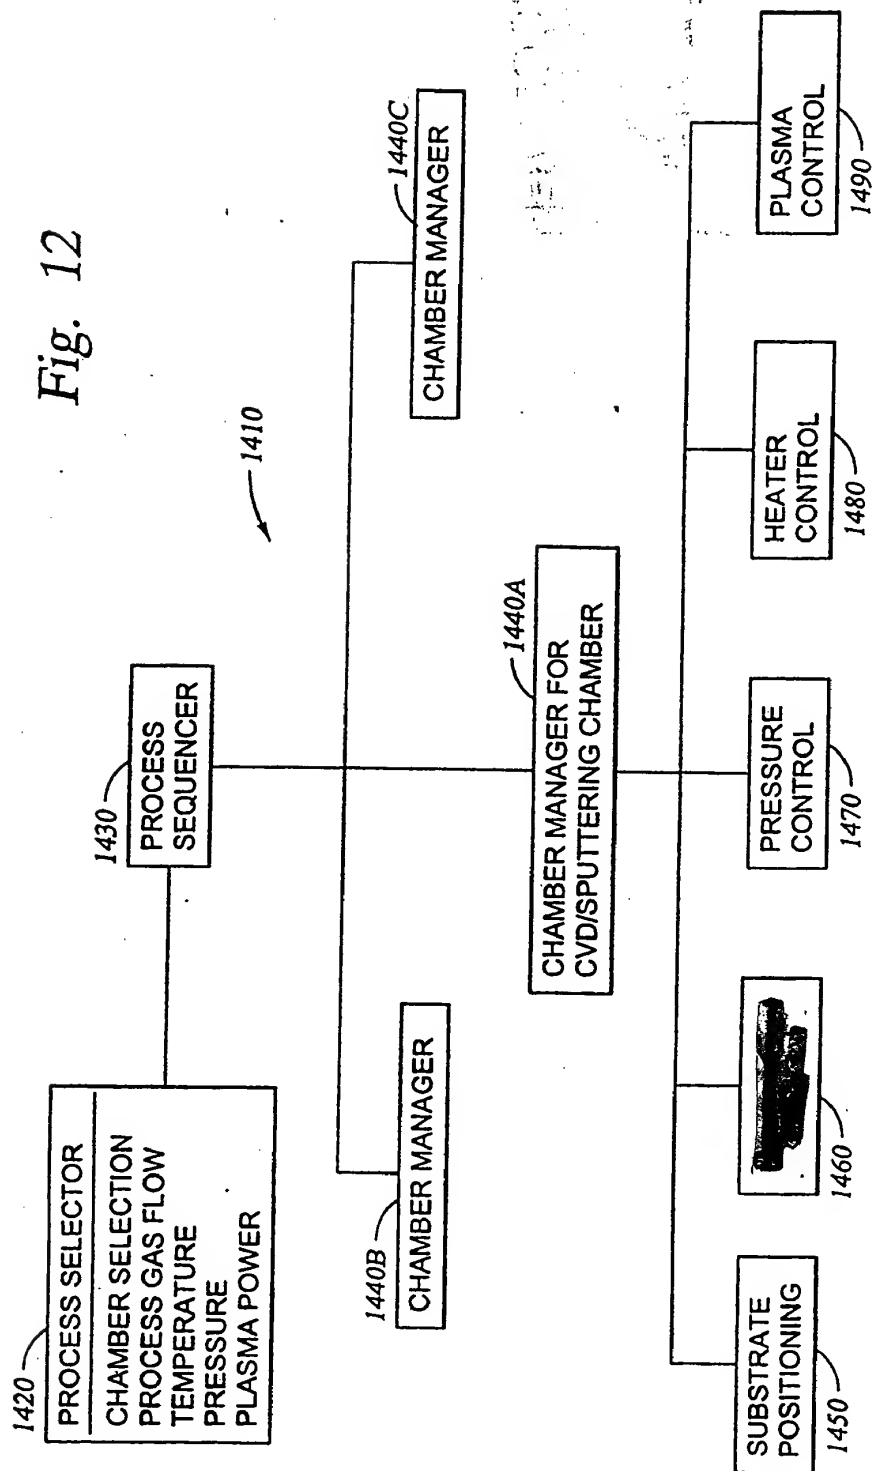 Fig. 12
1410
1420
PROCESS SELECTOR
CHAMBER SELECTION
PROCESS GAS FLOW
TEMPERATURE
PRESSURE
PLASMA POWER
1430
PROCESS
SEQUENCER
1440B
CHAMBER MANAGER
1440A
CHAMBER MANAGER FOR
CVD/SPUTTERING CHAMBER
1440C
CHAMBER MANAGER
SUBSTRATE
POSITIONING
1450
1460
PRESSURE
CONTROL
1470
HEATER
CONTROL
1480
PLASMA
CONTROL
1490